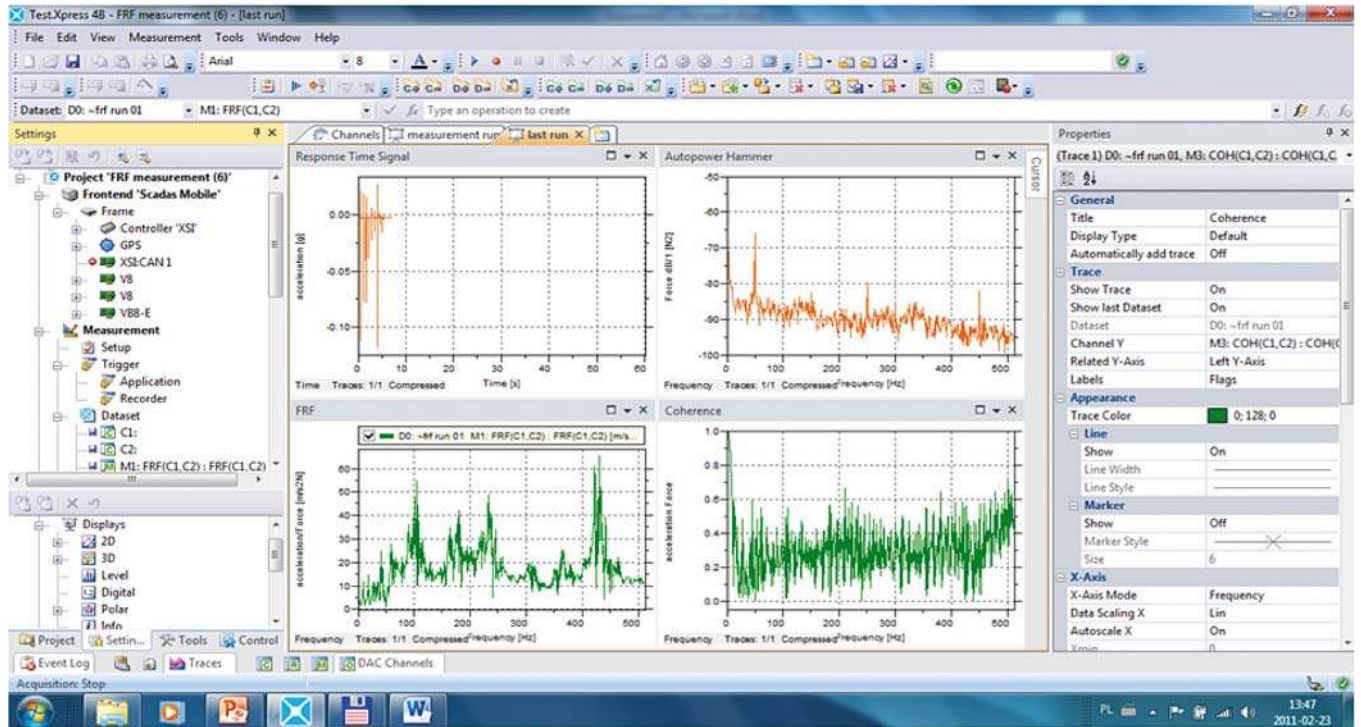 Test.Xpress 4B - FRF measurement (6) - [last run]
File Edit View Measurement Tools Window Help
Arial 8
Dataset: D0: ~frf run 01 M1: FRF(C1,C2) Type an operation to create
Settings
Project 'FRF measurement (6)'
Frontend 'Scadas Mobile'
Frame
Controller 'XSI'
GPS
XSI:CAN 1
V8
V8
VB8-E
Measurement
Setup
Trigger
Application
Recorder
Dataset
C1:
C2:
M1: FRF(C1,C2) : FRF(C1,C2)
Displays
2D
3D
Level
Digital
Polar
Info
Project Settin... Tools Control
Channels measurement run last run
Response Time Signal
acceleration [g]
0.00
-0.05
-0.10
0 10 20 30 40 50 60
Time Traces: 1/1 Compressed Time [s]
Autopower Hammer
Force dB/1 [N2]
-50
-60
-70
-80
-90
-100
0 100 200 300 400 500
Frequency Traces: 1/1 Compressed Frequency [Hz]
FRF
D0: ~frf run 01 M1: FRF(C1,C2) : FRF(C1,C2) [m/s...
acceleration/Force [m/s2N]
60
50
40
30
20
10
0
0 100 200 300 400 500
Frequency Traces: 1/1 Compressed Frequency [Hz]
Coherence
acceleration.Force
1.0
0.8
0.6
0.4
0.2
0.0
0 100 200 300 400 500
Frequency Traces: 1/1 Compressed Frequency [Hz]
Cursor
Properties
(Trace 1) D0: ~frf run 01, M3: COH(C1,C2) : COH(C1,C
General
Title Coherence
Display Type Default
Automatically add trace Off
Trace
Show Trace On
Show last Dataset On
Dataset D0: ~frf run 01
Channel Y M3: COH(C1,C2) : COH(C
Related Y-Axis Left Y-Axis
Labels Flags
Appearance
Trace Color 0; 128; 0
Line
Show On
Line Width
Line Style
Marker
Show Off
Marker Style
Size 6
X-Axis
X-Axis Mode Frequency
Data Scaling X Lin
Autoscale X On
Xmin 0
Event Log Traces DAC Channels
Acquisition: Stop
PL 13:47
2011-02-23